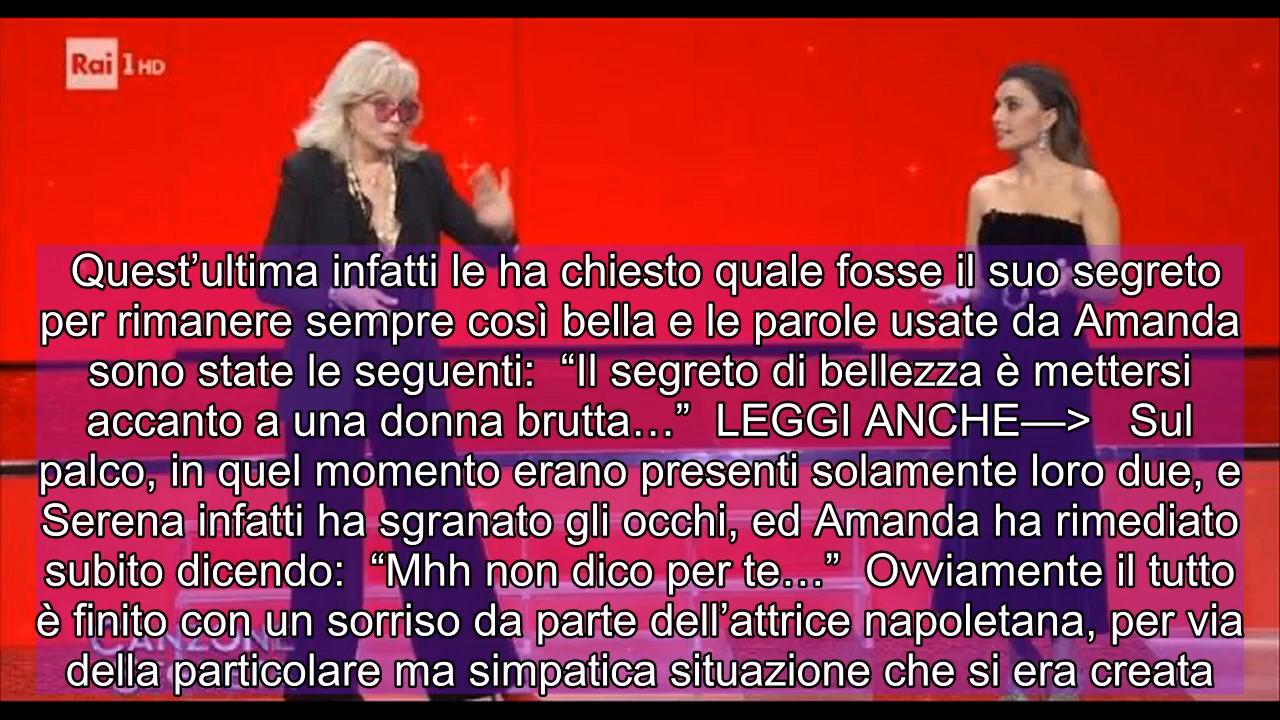 Rai 1 HD
Quest’ultima infatti le ha chiesto quale fosse il suo segreto
per rimanere sempre così bella e le parole usate da Amanda
sono state le seguenti: “Il segreto di bellezza è mettersi
accanto a una donna brutta…” LEGGI ANCHE—> Sul
palco, in quel momento erano presenti solamente loro due, e
Serena infatti ha sgranato gli occhi, ed Amanda ha rimediato
subito dicendo: “Mhh non dico per te…” Ovviamente il tutto
è finito con un sorriso da parte dell’attrice napoletana, per via
della particolare ma simpatica situazione che si era creata
CANZONE